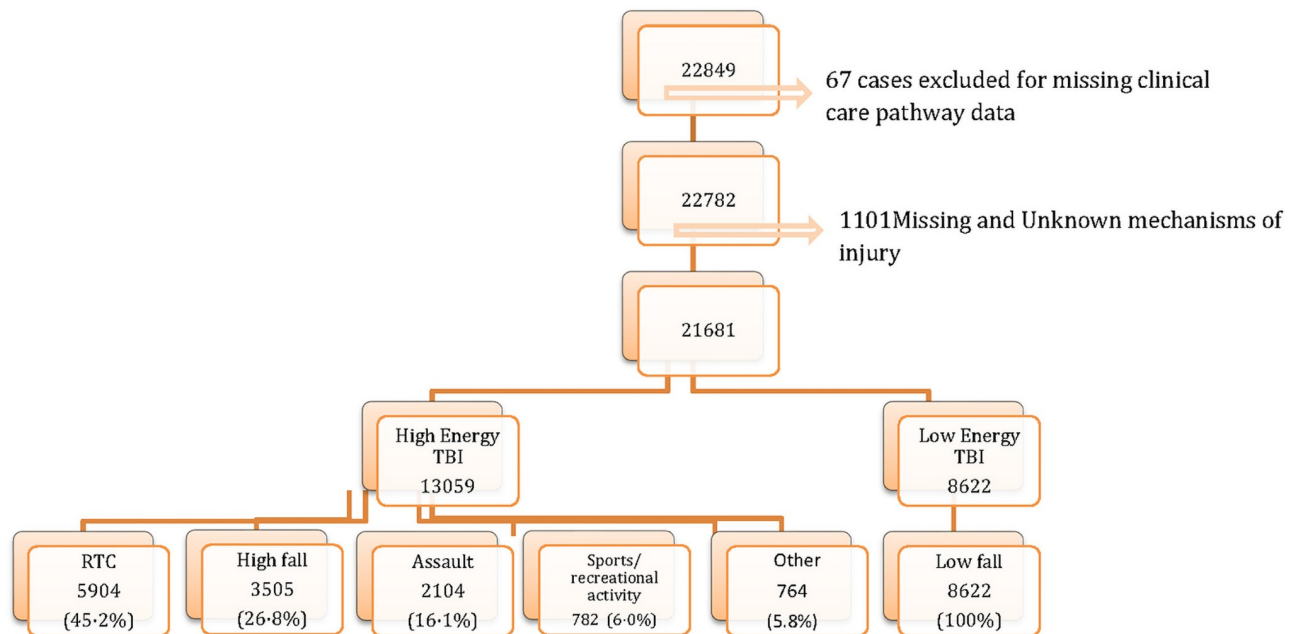 22849
67 cases excluded for missing clinical
care pathway data
22782
1101Missing and Unknown mechanisms of
injury
21681
High Energy
TBI
13059
Low Energy
TBI
8622
RTC
5904
(45·2%)
High fall
3505
(26·8%)
Assault
2104
(16·1%)
Sports/
recreational
activity
782 (6·0%)
Other
764
(5.8%)
Low fall
8622
(100%)